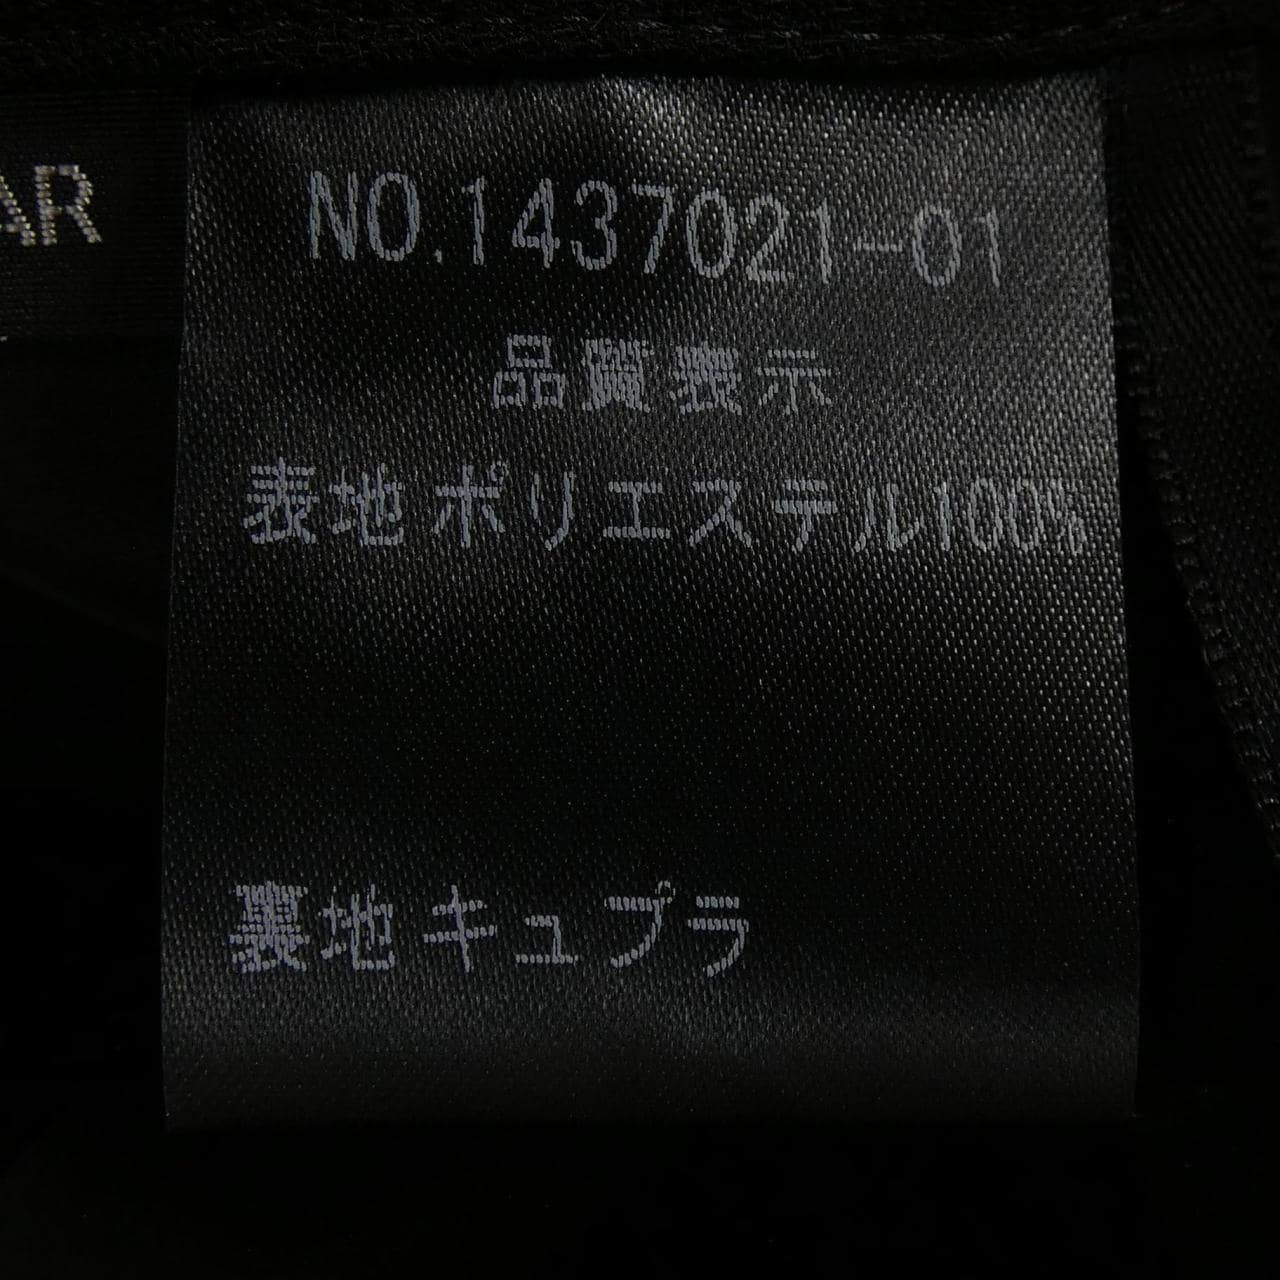 AR
NO.1437021-01
品質表示
表地 ポリエステル100%
裏地 キュプラ